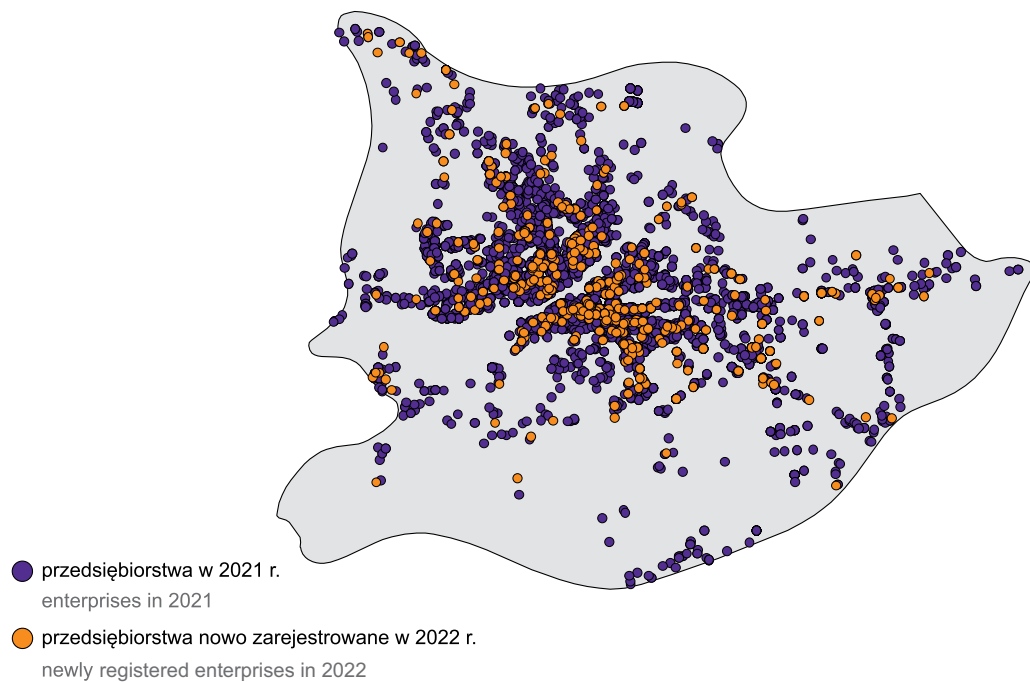 przedsiębiorstwa w 2021 r.
enterprises in 2021
przedsiębiorstwa nowo zarejestrowane w 2022 r.
newly registered enterprises in 2022